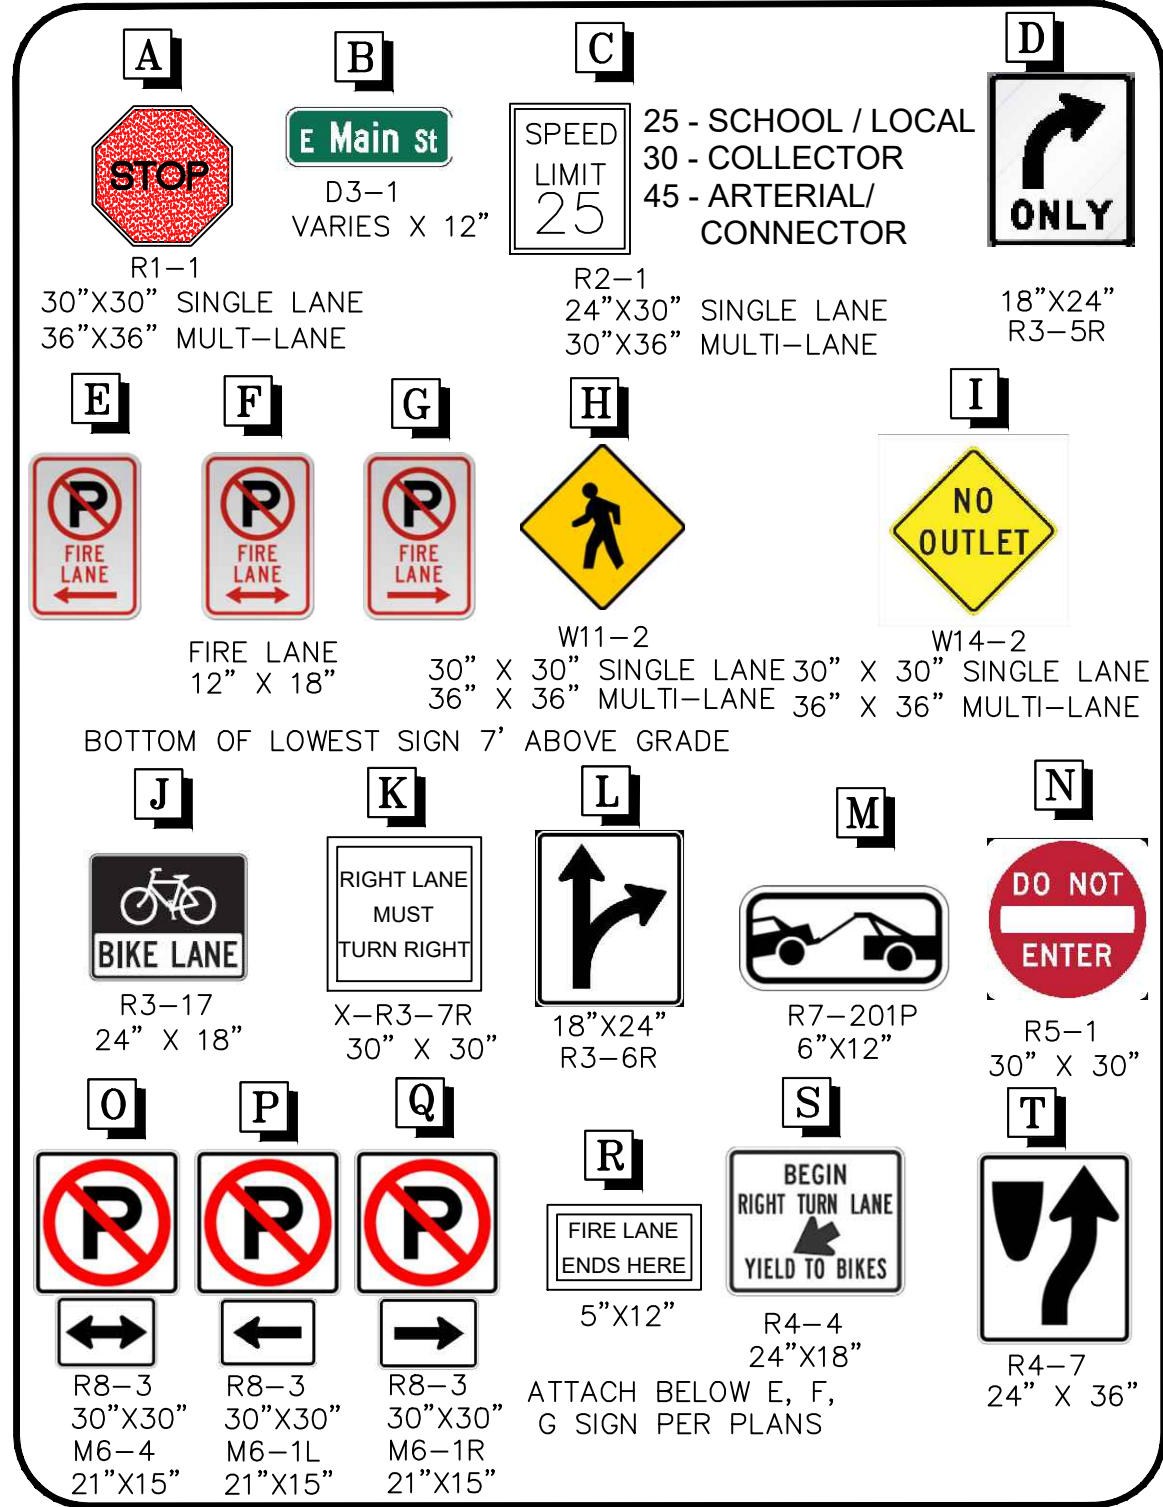 A
B
C
D
STOP
E Main St
SPEED
LIMIT
25
25 - SCHOOL / LOCAL
30 - COLLECTOR
45 - ARTERIAL/
CONNECTOR
ONLY
R1-1
30"X30" SINGLE LANE
36"X36" MULT-LANE
D3-1
VARIES X 12"
R2-1
24"X30" SINGLE LANE
30"X36" MULTI-LANE
18"X24"
R3-5R
E
F
G
H
I
P
FIRE
LANE
P
FIRE
LANE
P
FIRE
LANE
NO
OUTLET
FIRE LANE
12" X 18"
W11-2
30" X 30" SINGLE LANE
36" X 36" MULTI-LANE
W14-2
30" X 30" SINGLE LANE
36" X 36" MULTI-LANE
BOTTOM OF LOWEST SIGN 7' ABOVE GRADE
J
K
L
M
N
BIKE LANE
RIGHT LANE
MUST
TURN RIGHT
DO NOT
ENTER
R3-17
24" X 18"
X-R3-7R
30" X 30"
18"X24"
R3-6R
R7-201P
6"X12"
R5-1
30" X 30"
O
P
Q
R
S
T
P
P
P
FIRE LANE
ENDS HERE
BEGIN
RIGHT TURN LANE
YIELD TO BIKES
R8-3
30"X30"
M6-4
21"X15"
R8-3
30"X30"
M6-1L
21"X15"
R8-3
30"X30"
M6-1R
21"X15"
5"X12"
ATTACH BELOW E, F,
G SIGN PER PLANS
R4-4
24"X18"
R4-7
24" X 36"